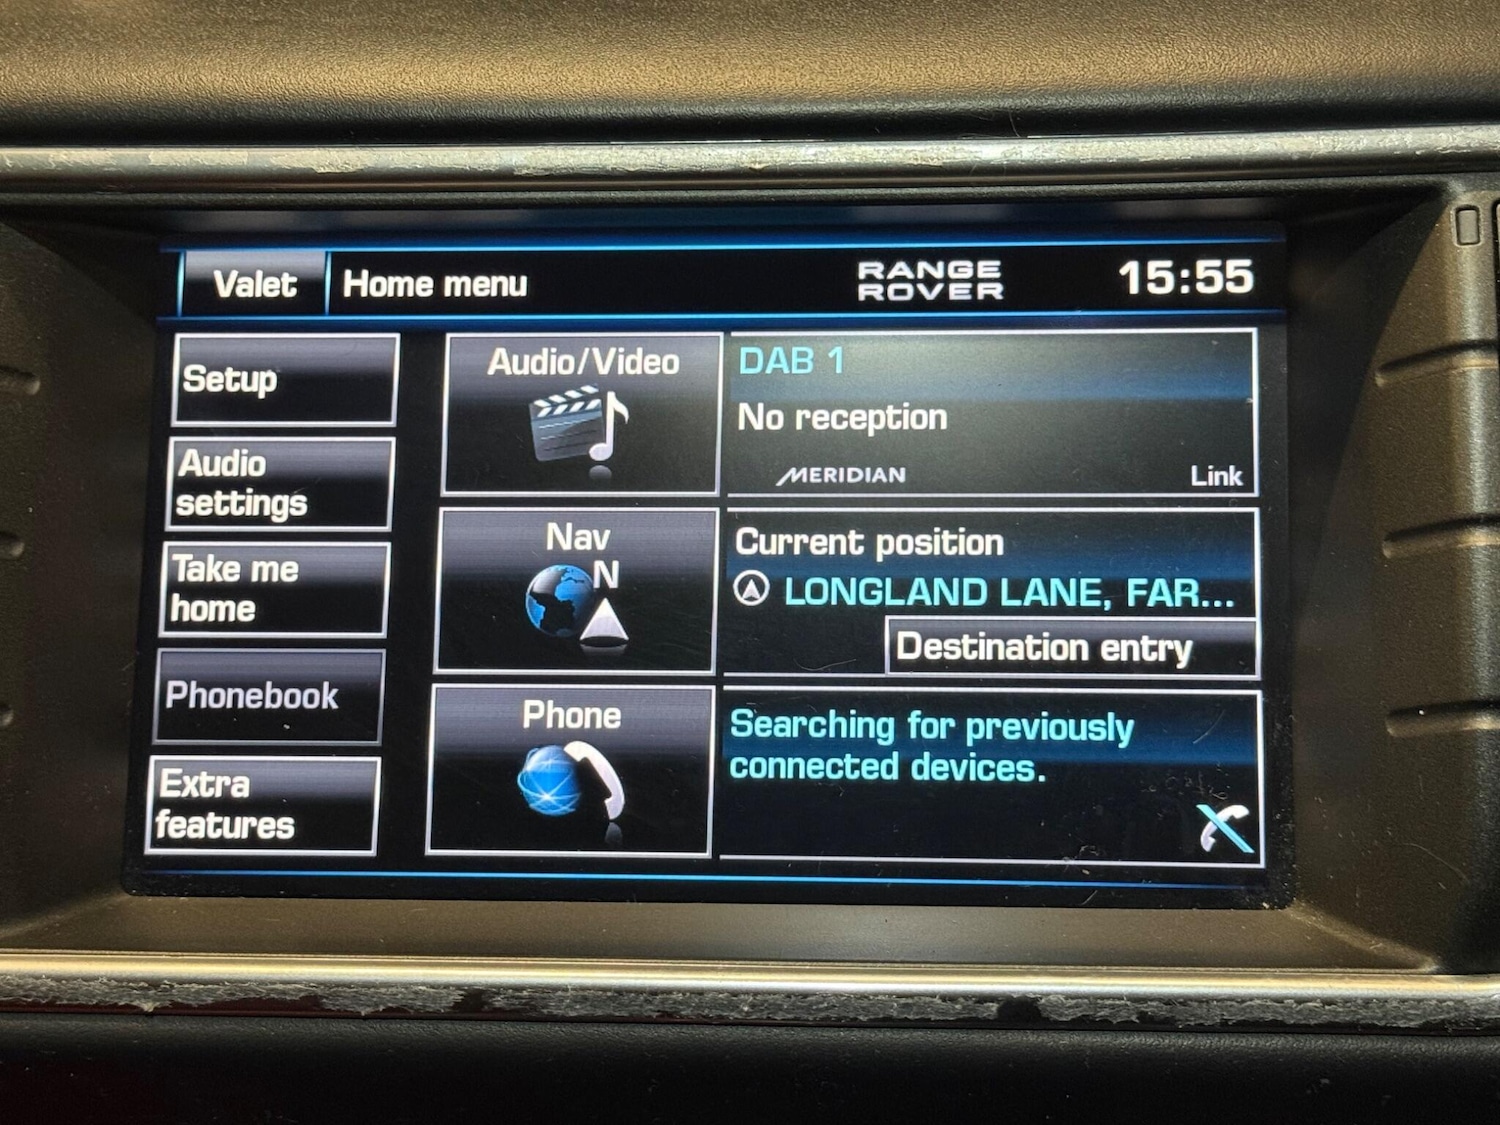 Valet
Home menu
RANGE
ROVER
15:55
Setup
Audio
settings
Take me
home
Phonebook
Extra
features
Audio/Video
DAB 1
No reception
MERIDIAN
Link
Nav
N
Current position
LONGLAND LANE, FAR...
Destination entry
Phone
Searching for previously
connected devices.